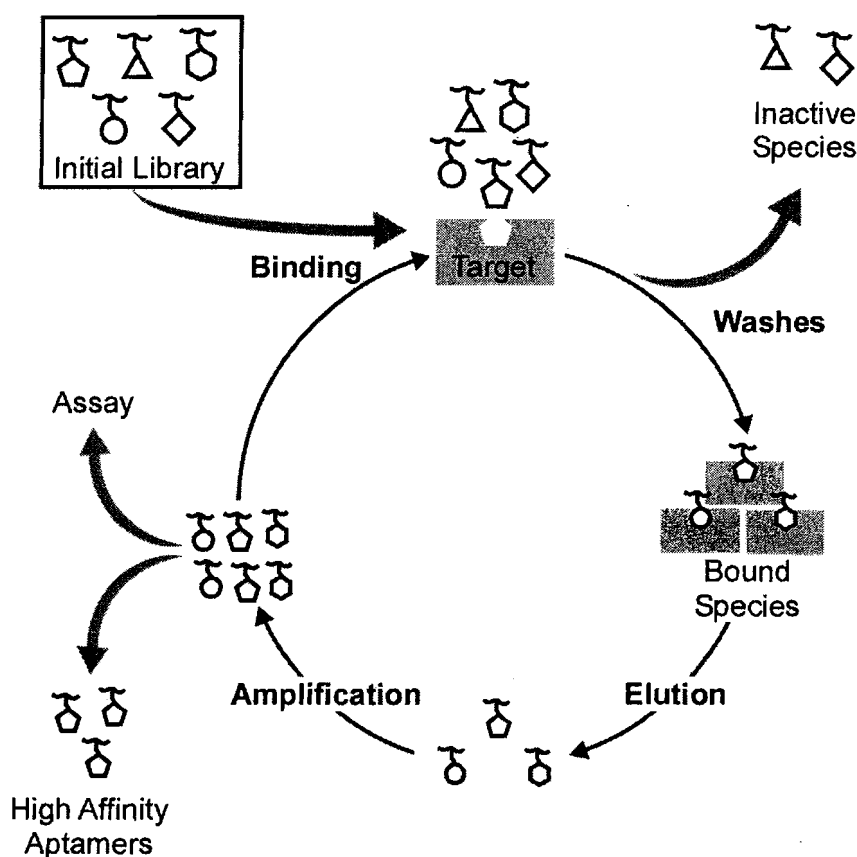 Initial Library
Binding
Target
Inactive
Species
Washes
Assay
Bound
Species
Amplification
Elution
High Affinity
Aptamers